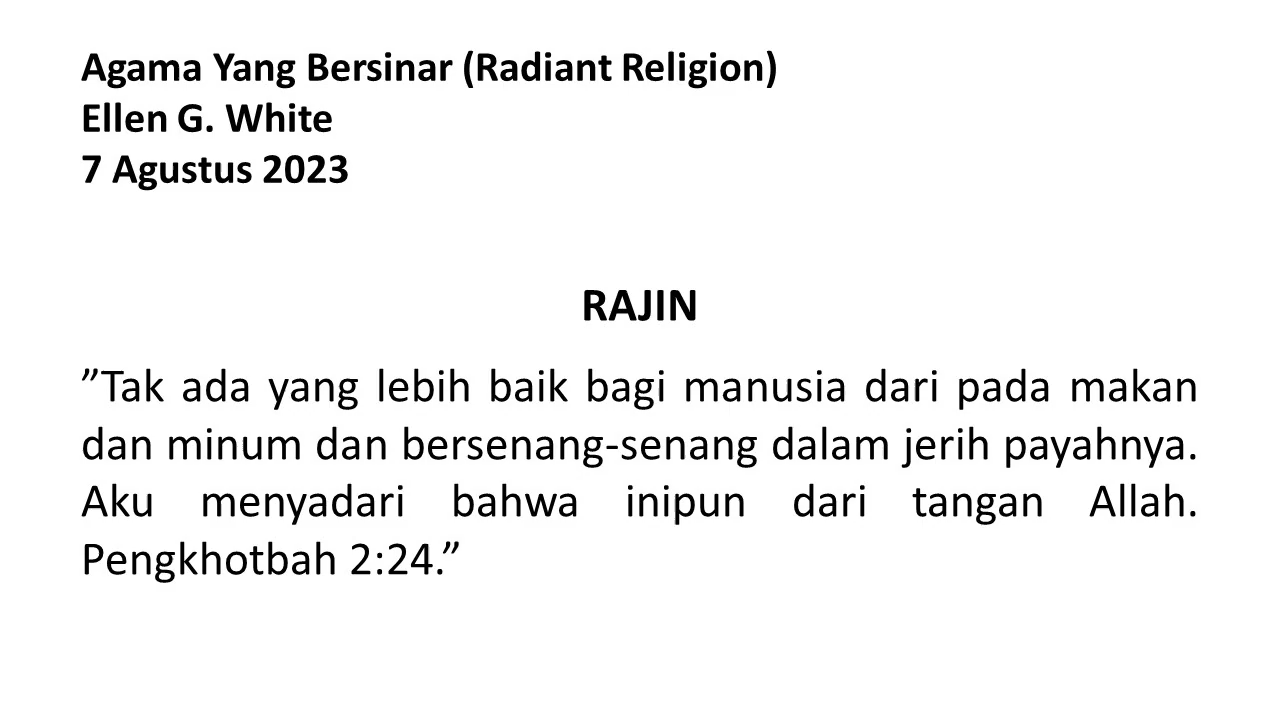 Agama Yang Bersinar (Radiant Religion)
Ellen G. White
7 Agustus 2023
RAJIN
”Tak ada yang lebih baik bagi manusia dari pada makan
dan minum dan bersenang-senang dalam jerih payahnya.
Aku menyadari bahwa inipun dari tangan Allah.
Pengkhotbah 2:24.”